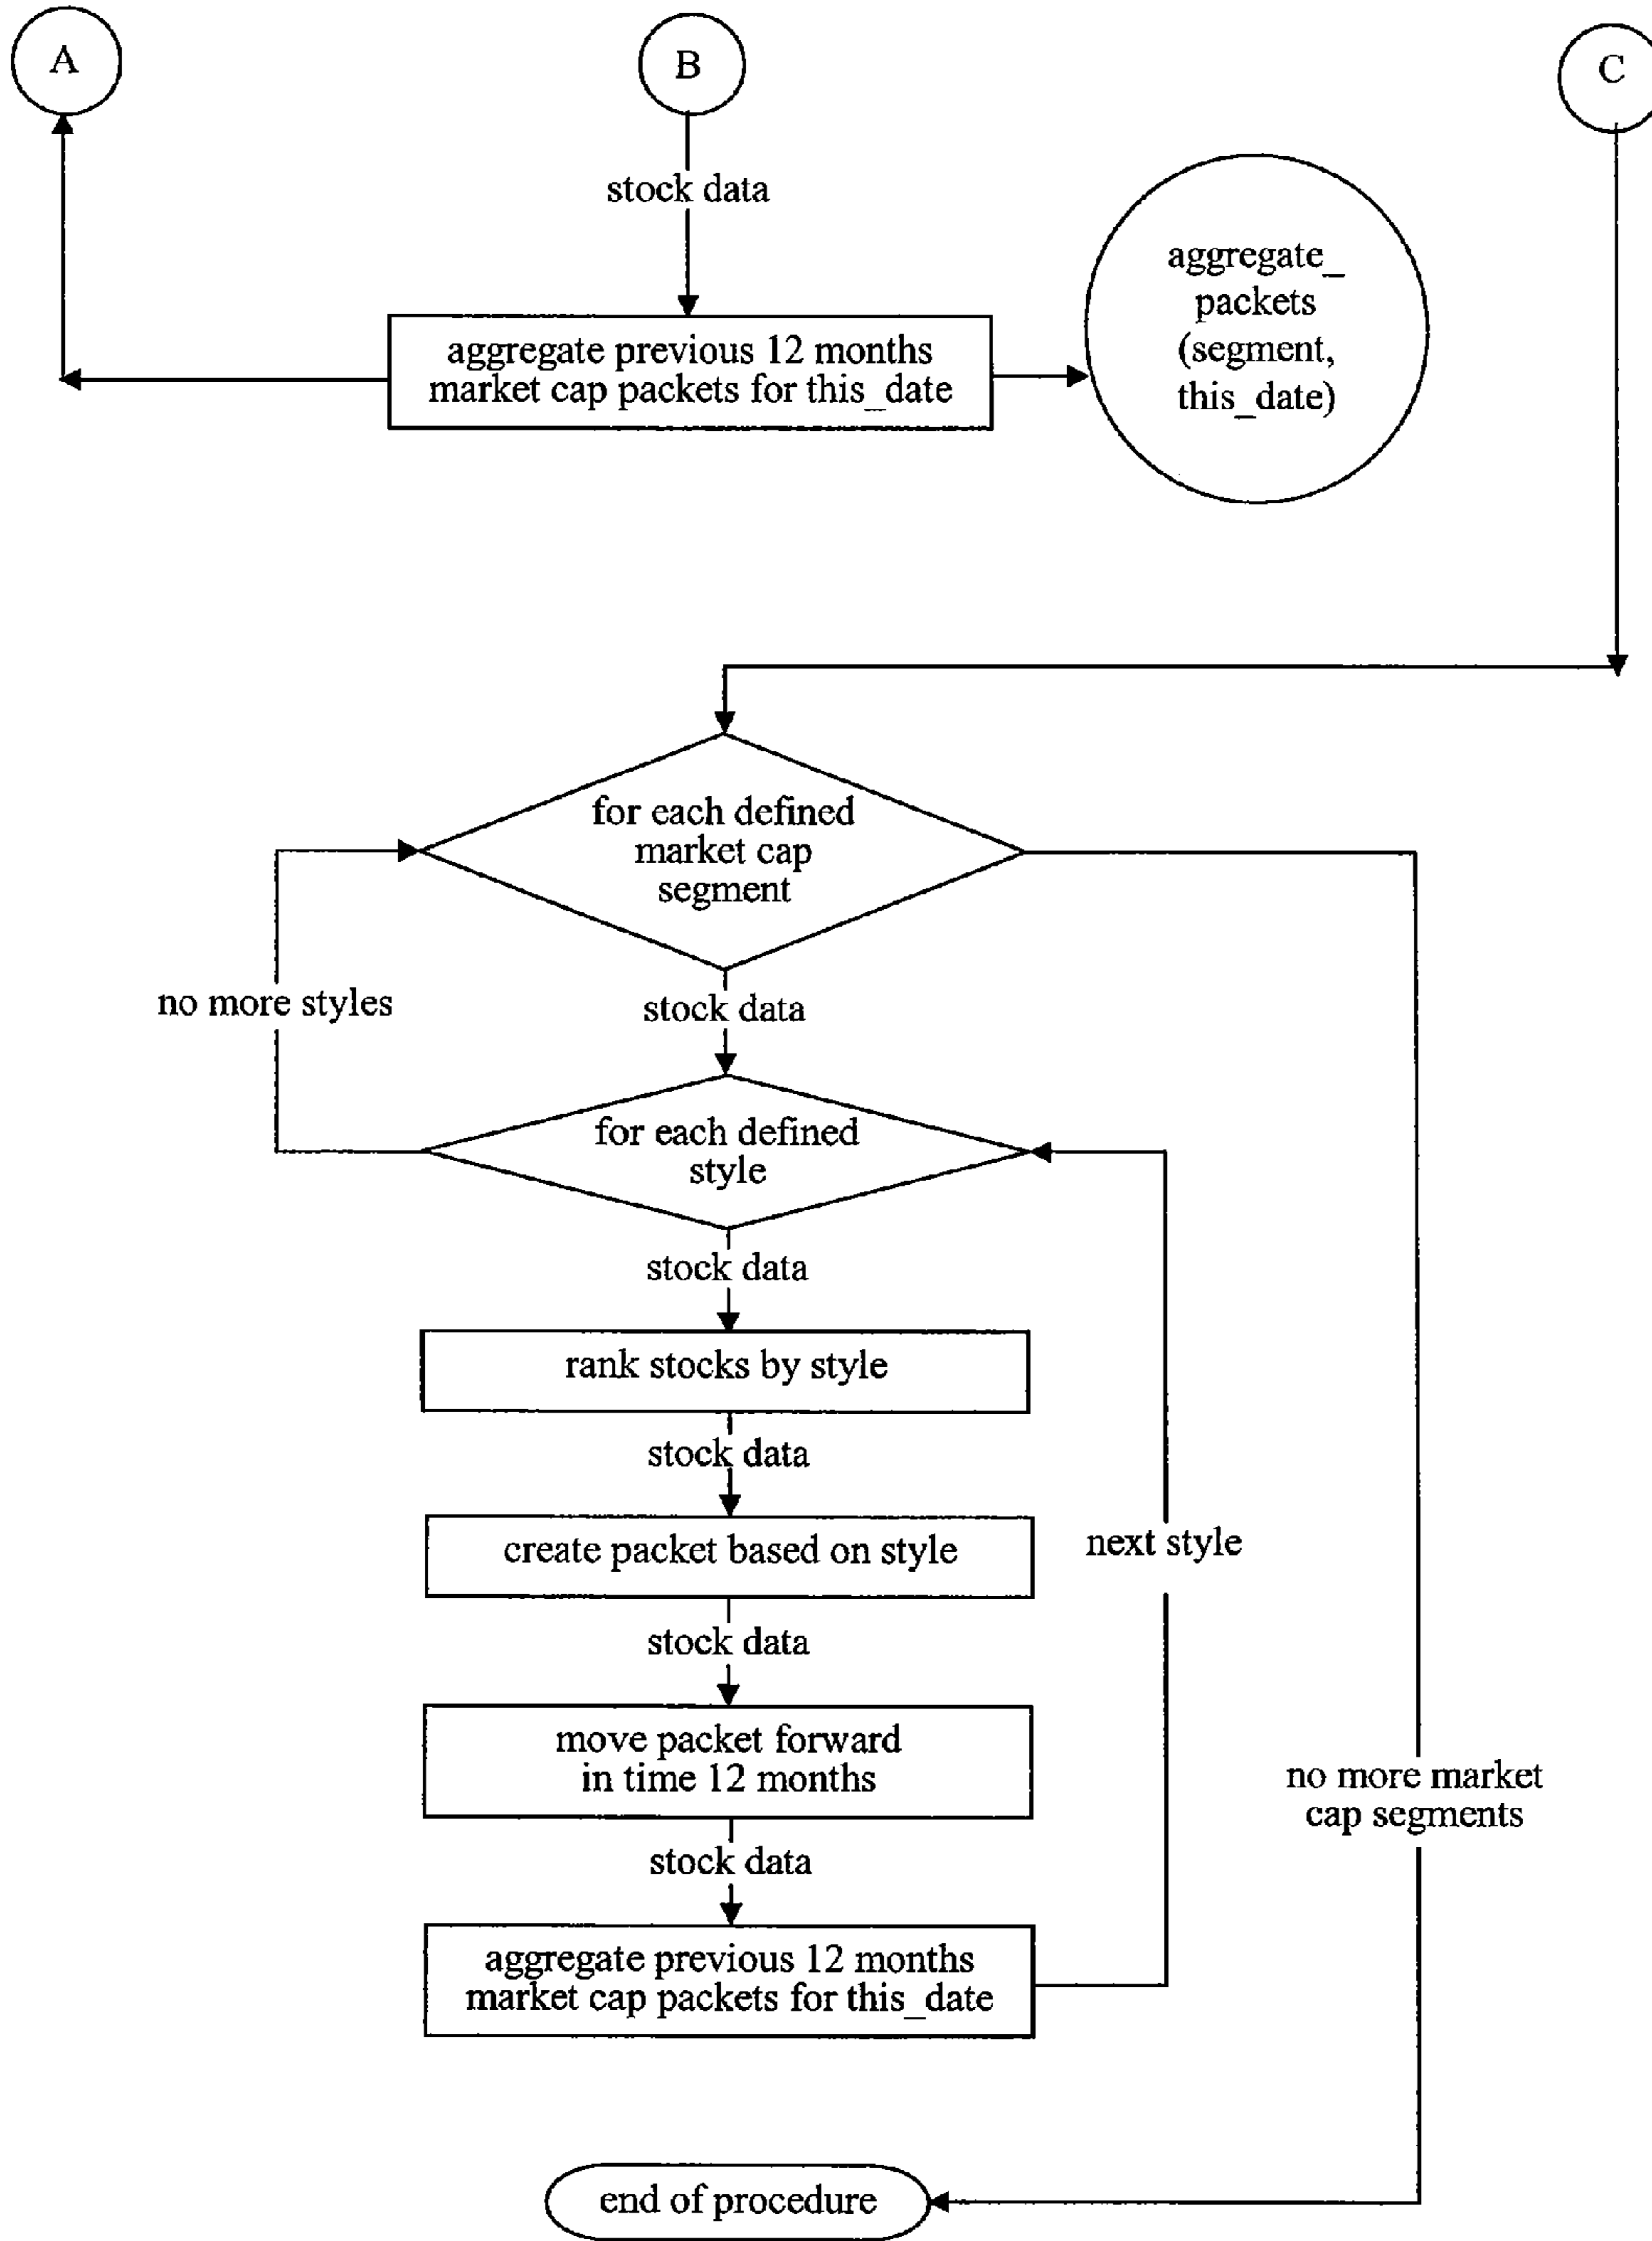 A
B
C
stock data
aggregate_
packets
(segment,
this_date)
aggregate previous 12 months
market cap packets for this_date
for each defined
market cap
segment
no more styles
stock data
for each defined
style
stock data
rank stocks by style
stock data
create packet based on style
next style
stock data
move packet forward
in time 12 months
no more market
cap segments
stock data
aggregate previous 12 months
market cap packets for this_date
end of procedure